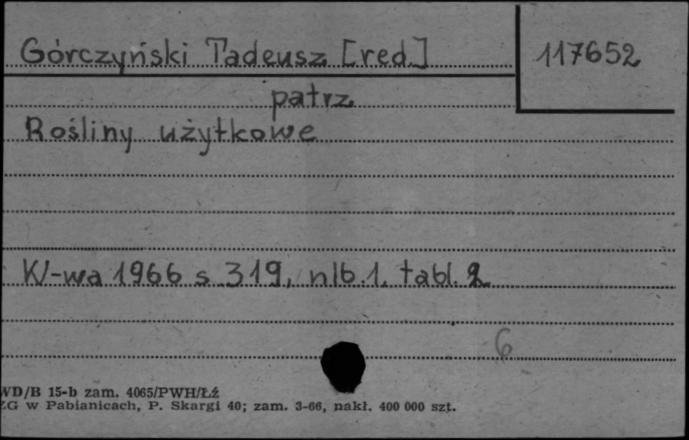 Górczyński Tadeusz [red.] 117652
patrz
Rośliny użytkowe
W-wa 1966 s. 319, nlb. 1, tabl. 2
6
WD/B 15-b zam. 4065/PWH/Łź
ZG w Pabianicach, P. Skargi 40; zam. 3-66, nakł. 400 000 szt.